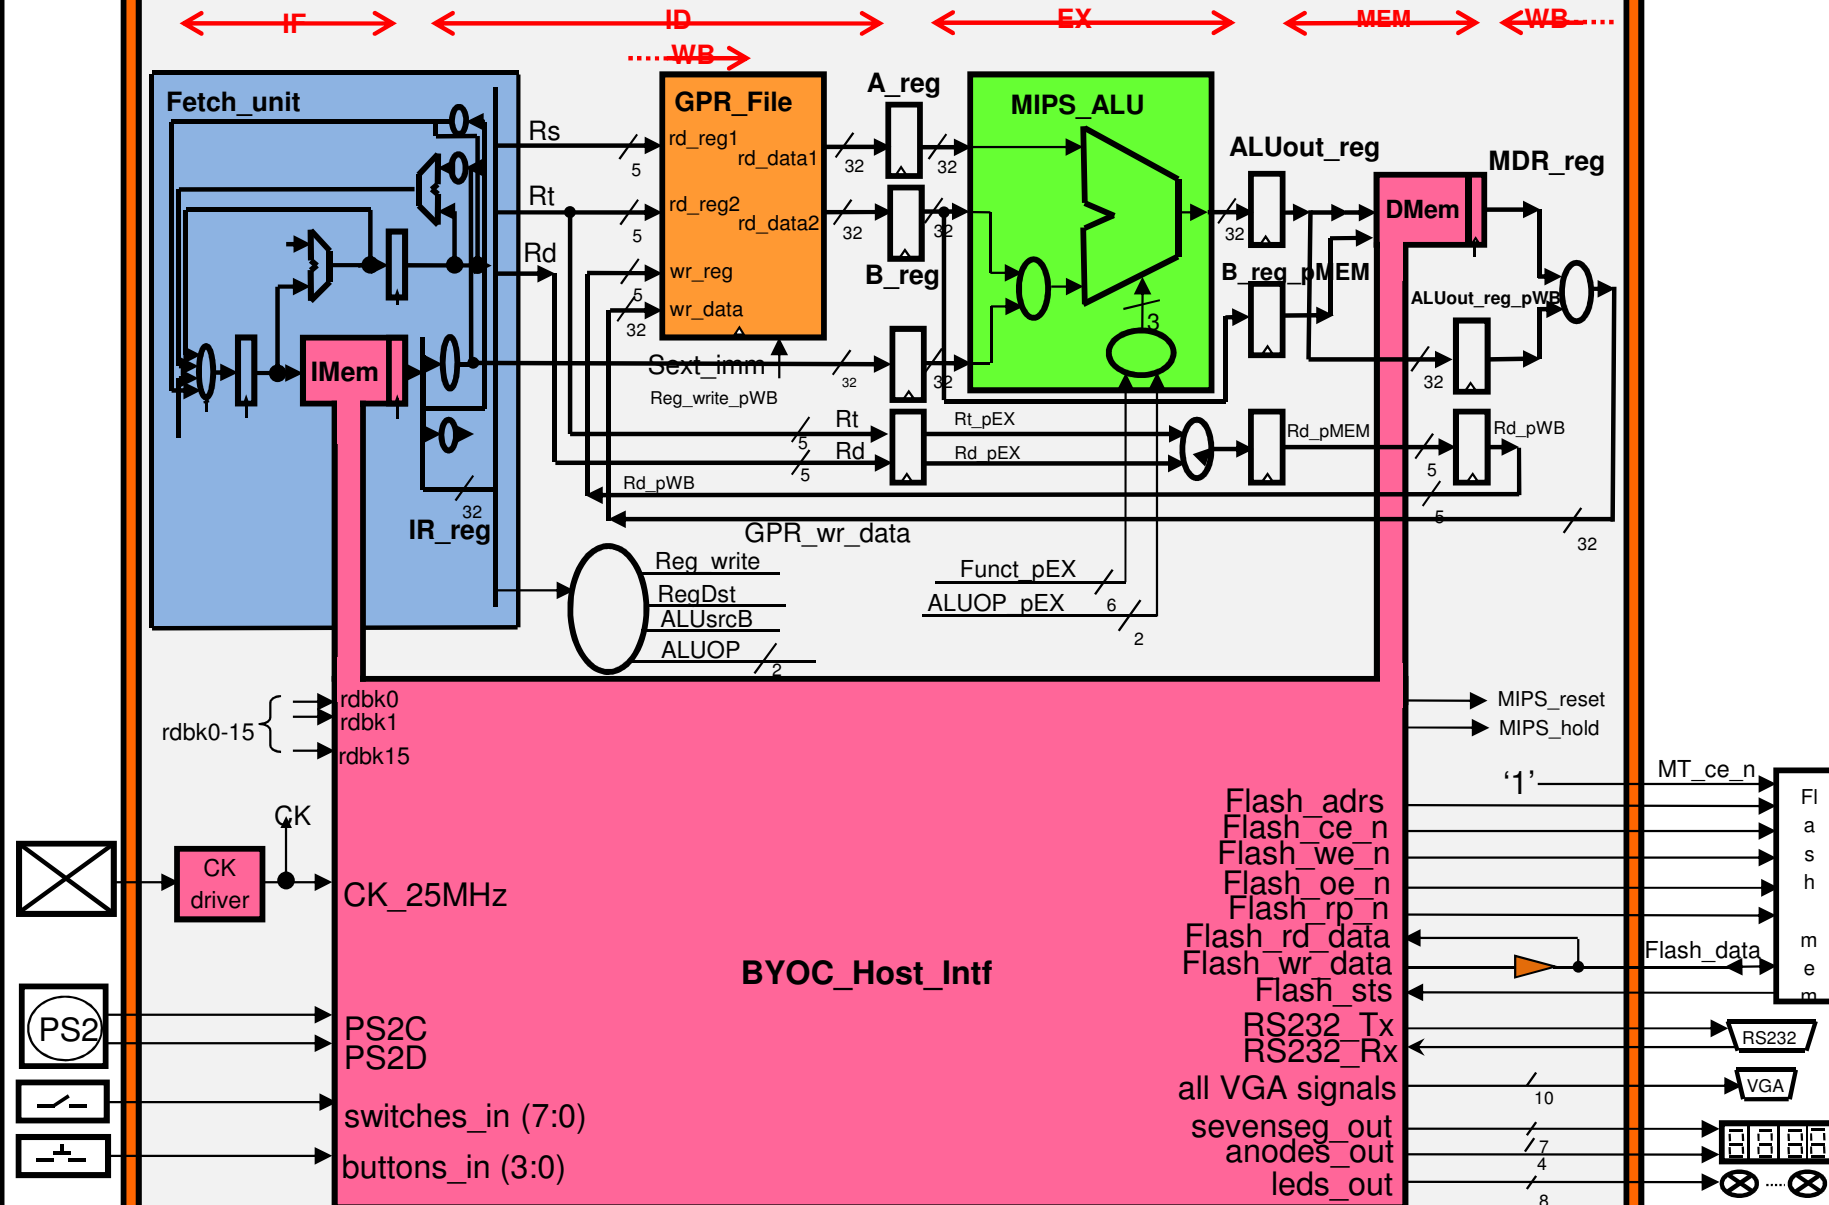 IF
ID
EX
MEM
WB
WB
Fetch_unit
GPR_File
A_reg
MIPS_ALU
Rs
5
rd_reg1
rd_data1
32
32
ALUout_reg
MDR_reg
Rt
5
rd_reg2
rd_data2
32
32
32
DMem
Rd
5
wr_reg
B_reg
B_reg_pMEM
32
wr_data
ALUout_reg_pWB
3
IMem
Sext_imm
32
32
32
Reg_write_pWB
Rt
5
Rt_pEX
Rd_pMEM
5
Rd_pWB
Rd
5
Rd_pEX
Rd_pWB
5
32
IR_reg
GPR_wr_data
32
Reg_write
RegDst
ALUsrcB
ALUOP
2
Funct_pEX
6
ALUOP_pEX
2
rdbk0-15
rdbk0
rdbk1
rdbk15
MIPS_reset
MIPS_hold
'1'
MT_ce_n
CK
CK
driver
CK_25MHz
Flash_adrs
Flash_ce_n
Flash_we_n
Flash_oe_n
Flash_rp_n
Flash_rd_data
Flash_wr_data
Flash_data
Flash_sts
Fl
a
s
h
m
e
m
BYOC_Host_Intf
PS2
PS2C
PS2D
RS232_Tx
RS232_Rx
RS232
all VGA signals
10
VGA
switches_in (7:0)
sevenseg_out
7
anodes_out
4
buttons_in (3:0)
leds_out
8